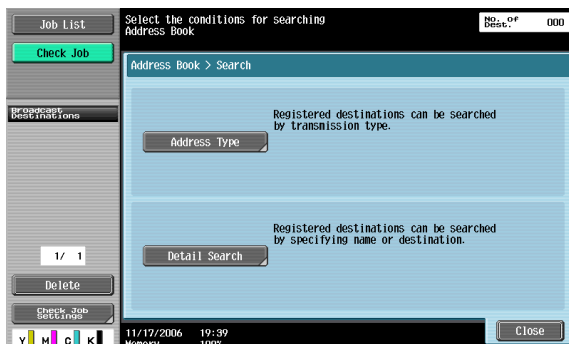 Job List
Check Job
Broadcast
Destinations
1/ 1
Delete
Check Job
Settings
Y M C K
Select the conditions for searching
Address Book
No. of
Dest.
000
Address Book > Search
Registered destinations can be searched
by transmission type.
Address Type
Registered destinations can be searched
by specifying name or destination.
Detail Search
11/17/2006 19:39
Memory 100%
Close